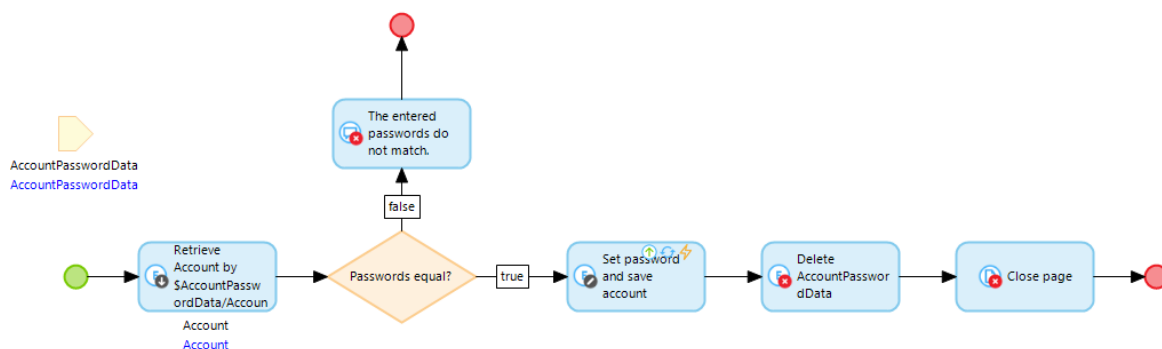 The entered
passwords do
not match.
AccountPasswordData
AccountPasswordData
false
Retrieve
Account by
$AccountPassw
ordData/Accoun
Passwords equal?
true
Set password
and save
account
Delete
AccountPasswor
dData
Close page
Account
Account